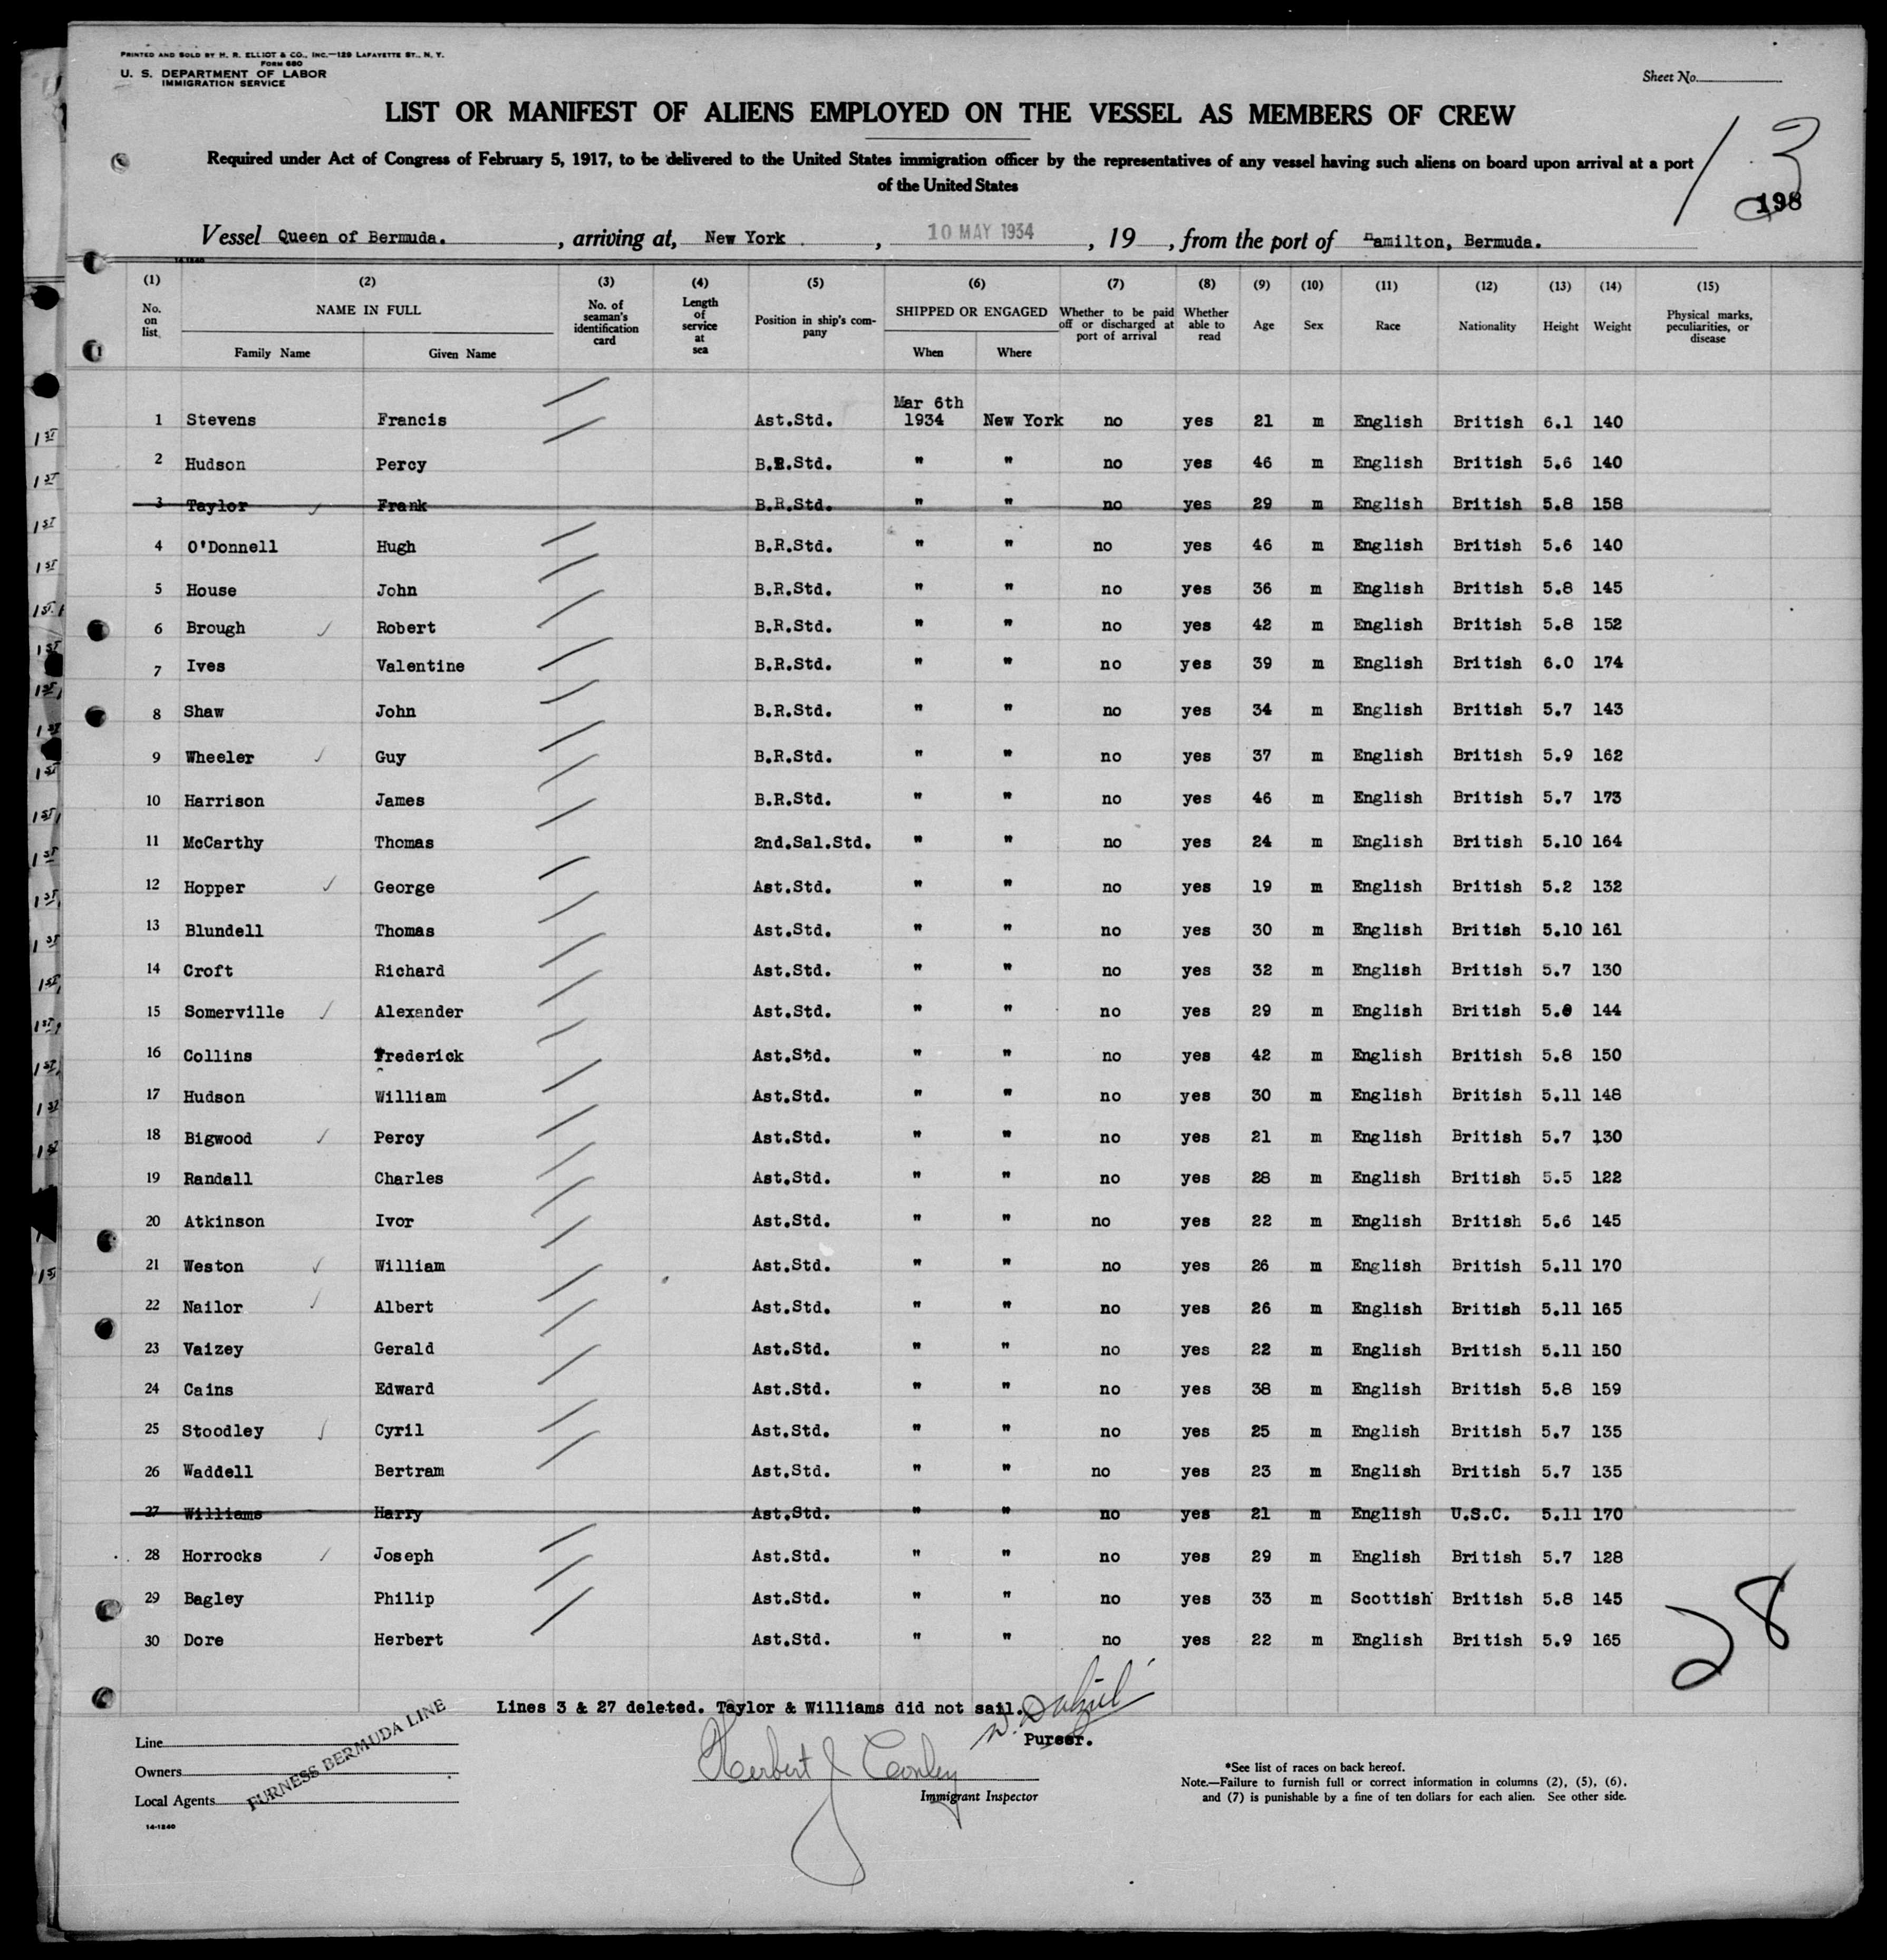 PRINTED AND SOLD BY H. R. ELLIOT & CO., INC.—129 LAFAYETTE ST., N. Y.
FORM 680
U. S. DEPARTMENT OF LABOR
IMMIGRATION SERVICE
Sheet No.
LIST OR MANIFEST OF ALIENS EMPLOYED ON THE VESSEL AS MEMBERS OF CREW
Required under Act of Congress of February 5, 1917, to be delivered to the United States immigration officer by the representatives of any vessel having such aliens on board upon arrival at a port
of the United States
13
198
Vessel Queen of Bermuda. , arriving at, New York , 10 MAY 1934 , 19 , from the port of Hamilton, Bermuda.
14-1240
(1) (2) (3) (4) (5) (6) (7) (8) (9) (10) (11) (12) (13) (14) (15)
No. on list NAME IN FULL Family Name Given Name No. of seaman's identification card Length of service at sea Position in ship's company SHIPPED OR ENGAGED When Where Whether to be paid off or discharged at port of arrival Whether able to read Age Sex Race Nationality Height Weight Physical marks, peculiarities, or disease
Mar 6th
1 Stevens Francis Ast.Std. 1934 New York no yes 21 m English British 6.1 140
2 Hudson Percy B.R.Std. " " no yes 46 m English British 5.6 140
3 Taylor Frank B.R.Std. " " no yes 29 m English British 5.8 158
4 O'Donnell Hugh B.R.Std. " " no yes 46 m English British 5.6 140
5 House John B.R.Std. " " no yes 36 m English British 5.8 145
6 Brough Robert B.R.Std. " " no yes 42 m English British 5.8 152
7 Ives Valentine B.R.Std. " " no yes 39 m English British 6.0 174
8 Shaw John B.R.Std. " " no yes 34 m English British 5.7 143
9 Wheeler Guy B.R.Std. " " no yes 37 m English British 5.9 162
10 Harrison James B.R.Std. " " no yes 46 m English British 5.7 173
11 McCarthy Thomas 2nd.Sal.Std. " " no yes 24 m English British 5.10 164
12 Hopper George Ast.Std. " " no yes 19 m English British 5.2 132
13 Blundell Thomas Ast.Std. " " no yes 30 m English British 5.10 161
14 Croft Richard Ast.Std. " " no yes 32 m English British 5.7 130
15 Somerville Alexander Ast.Std. " " no yes 29 m English British 144
16 Collins Frederick Ast.Std. " " no yes 42 m English British 5.8 150
17 Hudson William Ast.Std. " " no yes 30 m English British 5.11 148
18 Bigwood Percy Ast.Std. " " no yes 21 m English British 5.7 130
19 Randall Charles Ast.Std. " " no yes 28 m English British 5.5 122
20 Atkinson Ivor Ast.Std. " " no yes 22 m English British 5.6 145
21 Weston William Ast.Std. " " no yes 26 m English British 5.11 170
22 Nailor Albert Ast.Std. " " no yes 26 m English British 5.11 165
23 Vaizey Gerald Ast.Std. " " no yes 22 m English British 5.11 150
24 Cains Edward Ast.Std. " " no yes 38 m English British 5.8 159
25 Stoodley Cyril Ast.Std. " " no yes 25 m English British 5.7 135
26 Waddell Bertram Ast.Std. " " no yes 23 m English British 5.7 135
27 Williams Harry Ast.Std. " " no yes 21 m English U.S.C. 5.11 170
28 Horrocks Joseph Ast.Std. " " no yes 29 m English British 5.7 128
29 Bagley Philip Ast.Std. " " no yes 33 m Scottish British 5.8 145
30 Dore Herbert Ast.Std. " " no yes 22 m English British 5.9 165
28
Lines 3 & 27 deleted. Taylor & Williams did not sail.
Purser.
Line
Owners
Local Agents
FURNESS BERMUDA LINE
14-1240
Herbert J Conley
Immigrant Inspector
*See list of races on back hereof.
Note.—Failure to furnish full or correct information in columns (2), (5), (6),
and (7) is punishable by a fine of ten dollars for each alien. See other side.